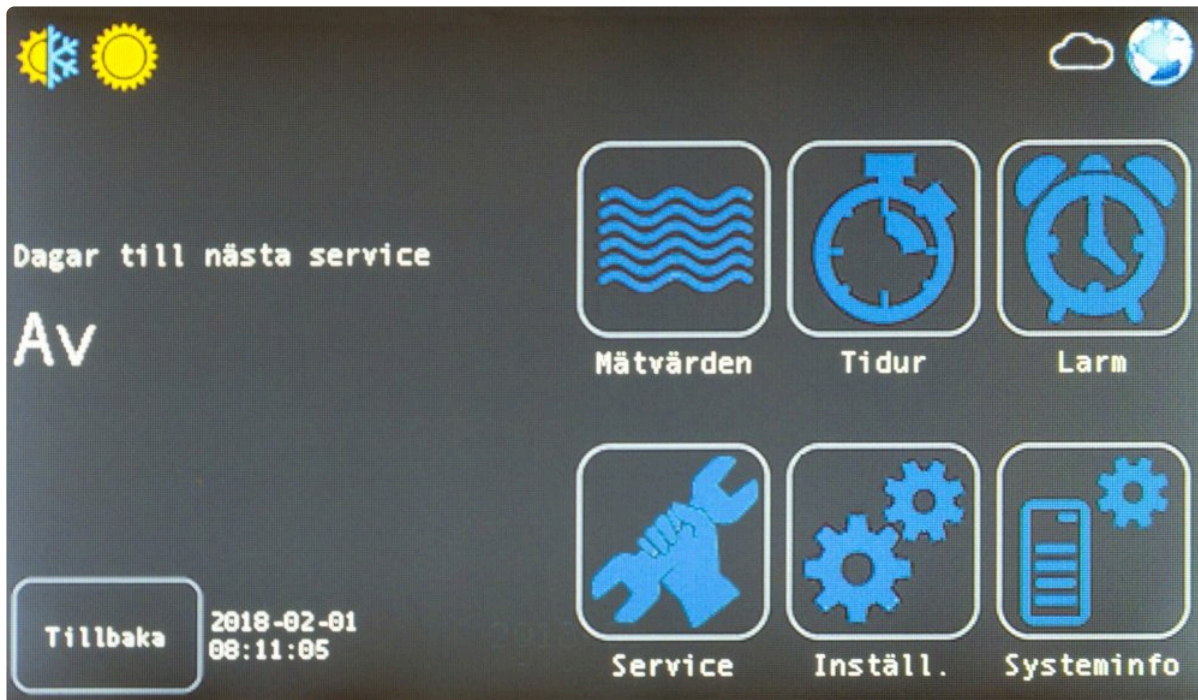 Dagar till nästa service
Av
Mätvärden
Tidur
Larm
Service
Inställ.
Systeminfo
Tillbaka
2018-02-01
08:11:05